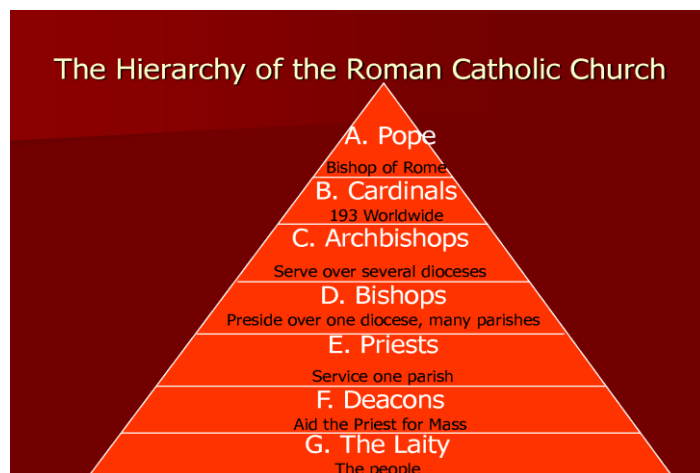 The Hierarchy of the Roman Catholic Church
A. Pope
Bishop of Rome
B. Cardinals
193 Worldwide
C. Archbishops
Serve over several dioceses
D. Bishops
Preside over one diocese, many parishes
E. Priests
Service one parish
F. Deacons
Aid the Priest for Mass
G. The Laity
The people